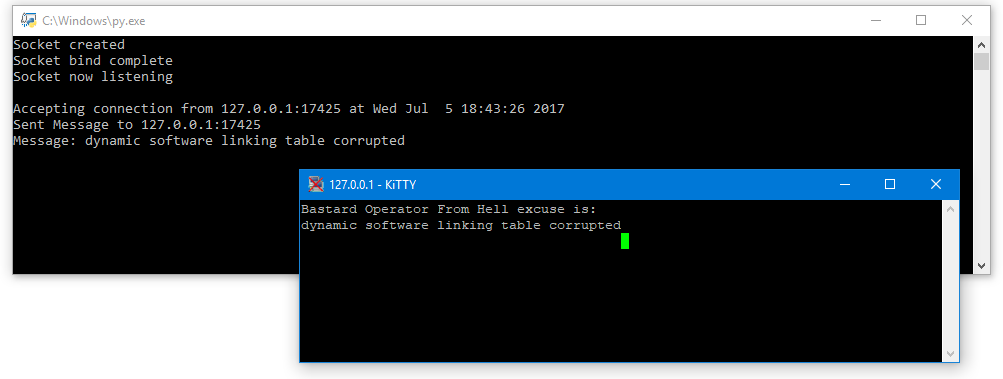 C:\Windows\py.exe
Socket created
Socket bind complete
Socket now listening
Accepting connection from 127.0.0.1:17425 at Wed Jul  5 18:43:26 2017
Sent Message to 127.0.0.1:17425
Message: dynamic software linking table corrupted
127.0.0.1 - KiTTY
Bastard Operator From Hell excuse is:
dynamic software linking table corrupted